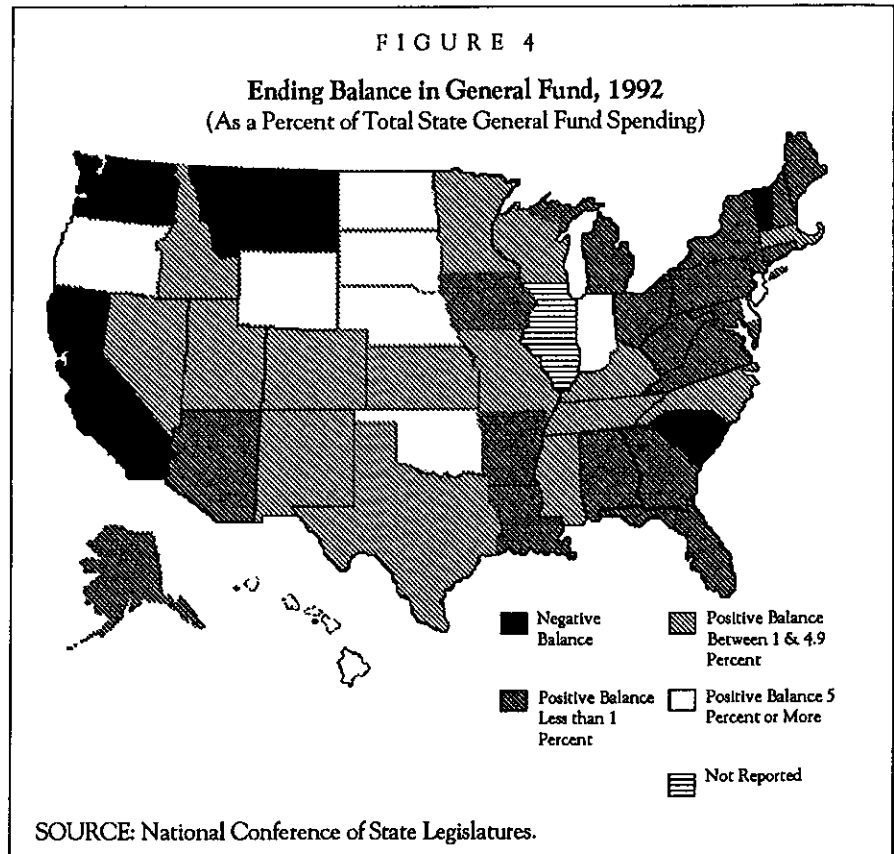 FIGURE 4
Ending Balance in General Fund, 1992
(As a Percent of Total State General Fund Spending)
Negative
Balance
Positive Balance
Between 1 & 4.9
Percent
Positive Balance
Less than 1
Percent
Positive Balance 5
Percent or More
Not Reported
SOURCE: National Conference of State Legislatures.